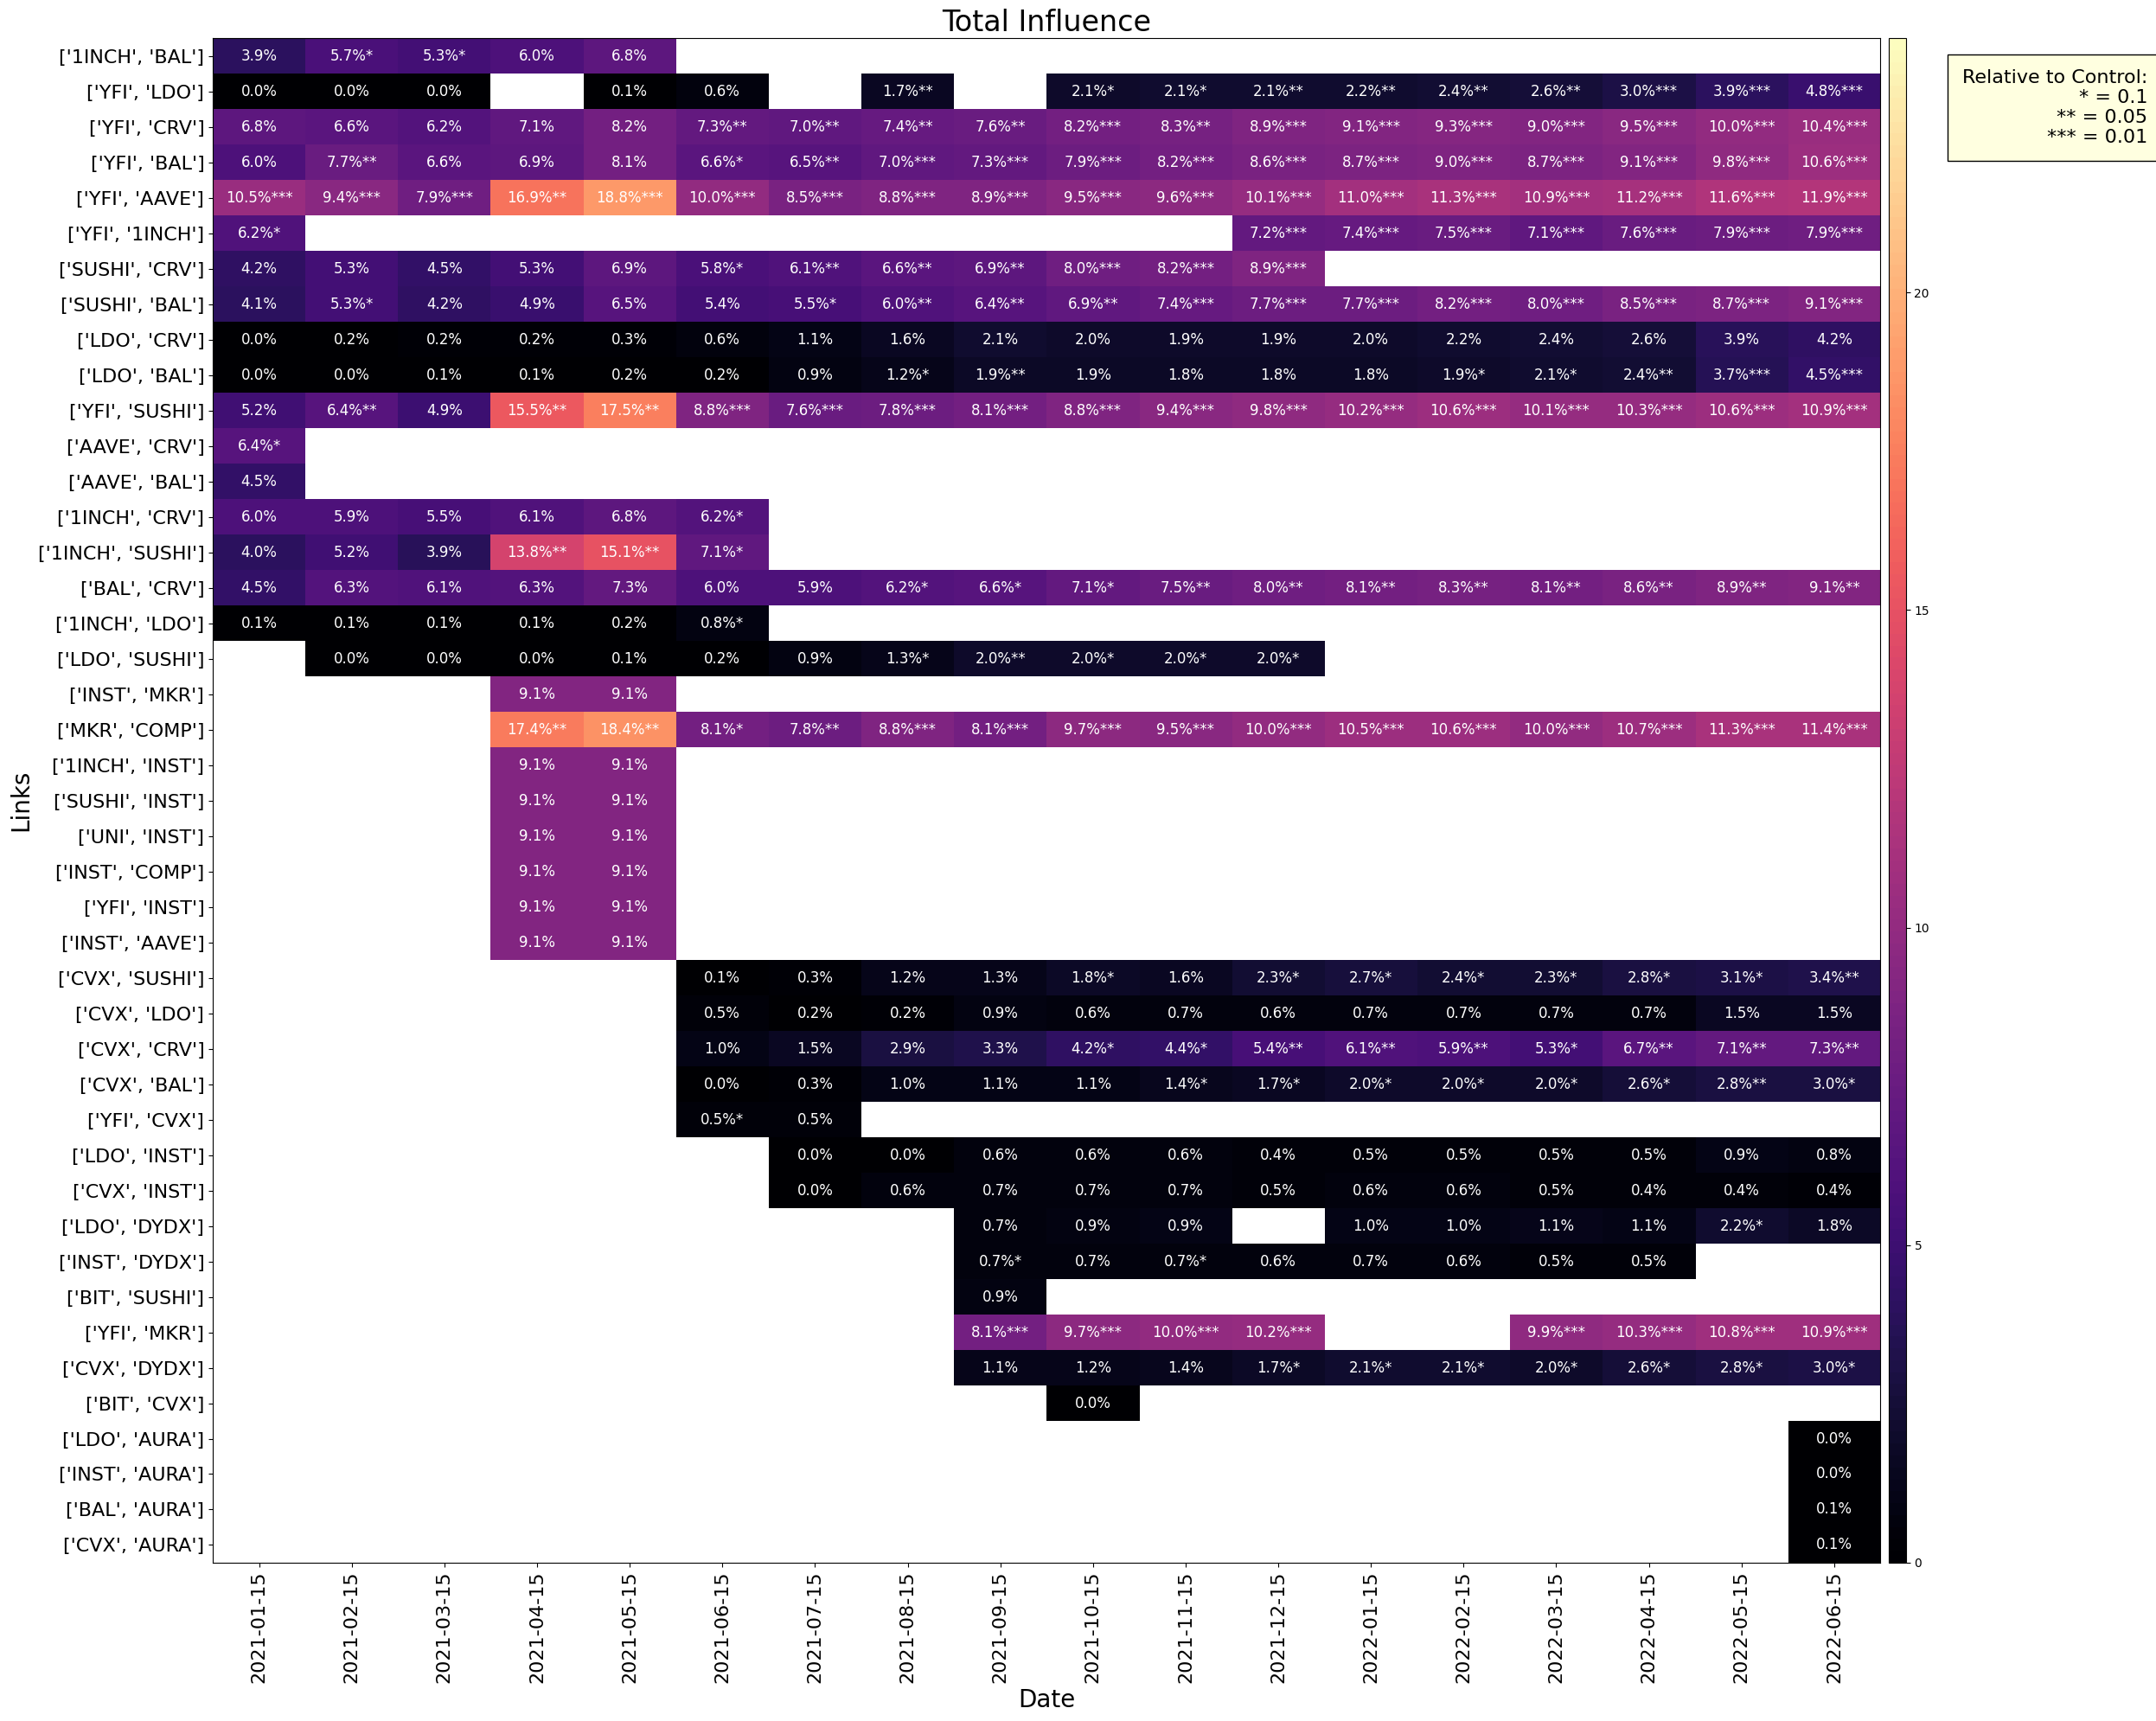 Total Influence
Relative to Control:
* = 0.1
** = 0.05
*** = 0.01
Links
['1INCH', 'BAL'] 3.9% 5.7%* 5.3%* 6.0% 6.8%
['YFI', 'LDO'] 0.0% 0.0% 0.0% 0.1% 0.6% 1.7%** 2.1%* 2.1%* 2.1%** 2.2%** 2.4%** 2.6%** 3.0%*** 3.9%*** 4.8%***
['YFI', 'CRV'] 6.8% 6.6% 6.2% 7.1% 8.2% 7.3%** 7.0%** 7.4%** 7.6%** 8.2%*** 8.3%** 8.9%*** 9.1%*** 9.3%*** 9.0%*** 9.5%*** 10.0%*** 10.4%***
['YFI', 'BAL'] 6.0% 7.7%** 6.6% 6.9% 8.1% 6.6%* 6.5%** 7.0%*** 7.3%*** 7.9%*** 8.2%*** 8.6%*** 8.7%*** 9.0%*** 8.7%*** 9.1%*** 9.8%*** 10.6%***
['YFI', 'AAVE'] 10.5%*** 9.4%*** 7.9%*** 16.9%** 18.8%*** 10.0%*** 8.5%*** 8.8%*** 8.9%*** 9.5%*** 9.6%*** 10.1%*** 11.0%*** 11.3%*** 10.9%*** 11.2%*** 11.6%*** 11.9%***
['YFI', '1INCH'] 6.2%* 7.2%*** 7.4%*** 7.5%*** 7.1%*** 7.6%*** 7.9%*** 7.9%***
['SUSHI', 'CRV'] 4.2% 5.3% 4.5% 5.3% 6.9% 5.8%* 6.1%** 6.6%** 6.9%** 8.0%*** 8.2%*** 8.9%***
['SUSHI', 'BAL'] 4.1% 5.3%* 4.2% 4.9% 6.5% 5.4% 5.5%* 6.0%** 6.4%** 6.9%** 7.4%*** 7.7%*** 7.7%*** 8.2%*** 8.0%*** 8.5%*** 8.7%*** 9.1%***
['LDO', 'CRV'] 0.0% 0.2% 0.2% 0.2% 0.3% 0.6% 1.1% 1.6% 2.1% 2.0% 1.9% 1.9% 2.0% 2.2% 2.4% 2.6% 3.9% 4.2%
['LDO', 'BAL'] 0.0% 0.0% 0.1% 0.1% 0.2% 0.2% 0.9% 1.2%* 1.9%** 1.9% 1.8% 1.8% 1.8% 1.9%* 2.1%* 2.4%** 3.7%*** 4.5%***
['YFI', 'SUSHI'] 5.2% 6.4%** 4.9% 15.5%** 17.5%** 8.8%*** 7.6%*** 7.8%*** 8.1%*** 8.8%*** 9.4%*** 9.8%*** 10.2%*** 10.6%*** 10.1%*** 10.3%*** 10.6%*** 10.9%***
['AAVE', 'CRV'] 6.4%*
['AAVE', 'BAL'] 4.5%
['1INCH', 'CRV'] 6.0% 5.9% 5.5% 6.1% 6.8% 6.2%*
['1INCH', 'SUSHI'] 4.0% 5.2% 3.9% 13.8%** 15.1%** 7.1%*
['BAL', 'CRV'] 4.5% 6.3% 6.1% 6.3% 7.3% 6.0% 5.9% 6.2%* 6.6%* 7.1%* 7.5%** 8.0%** 8.1%** 8.3%** 8.1%** 8.6%** 8.9%** 9.1%**
['1INCH', 'LDO'] 0.1% 0.1% 0.1% 0.1% 0.2% 0.8%*
['LDO', 'SUSHI'] 0.0% 0.0% 0.0% 0.1% 0.2% 0.9% 1.3%* 2.0%** 2.0%* 2.0%* 2.0%*
['INST', 'MKR'] 9.1% 9.1%
['MKR', 'COMP'] 17.4%** 18.4%** 8.1%* 7.8%** 8.8%*** 8.1%*** 9.7%*** 9.5%*** 10.0%*** 10.5%*** 10.6%*** 10.0%*** 10.7%*** 11.3%*** 11.4%***
['1INCH', 'INST'] 9.1% 9.1%
['SUSHI', 'INST'] 9.1% 9.1%
['UNI', 'INST'] 9.1% 9.1%
['INST', 'COMP'] 9.1% 9.1%
['YFI', 'INST'] 9.1% 9.1%
['INST', 'AAVE'] 9.1% 9.1%
['CVX', 'SUSHI'] 0.1% 0.3% 1.2% 1.3% 1.8%* 1.6% 2.3%* 2.7%* 2.4%* 2.3%* 2.8%* 3.1%* 3.4%**
['CVX', 'LDO'] 0.5% 0.2% 0.2% 0.9% 0.6% 0.7% 0.6% 0.7% 0.7% 0.7% 0.7% 1.5% 1.5%
['CVX', 'CRV'] 1.0% 1.5% 2.9% 3.3% 4.2%* 4.4%* 5.4%** 6.1%** 5.9%** 5.3%* 6.7%** 7.1%** 7.3%**
['CVX', 'BAL'] 0.0% 0.3% 1.0% 1.1% 1.1% 1.4%* 1.7%* 2.0%* 2.0%* 2.0%* 2.6%* 2.8%** 3.0%*
['YFI', 'CVX'] 0.5%* 0.5%
['LDO', 'INST'] 0.0% 0.0% 0.6% 0.6% 0.6% 0.4% 0.5% 0.5% 0.5% 0.5% 0.9% 0.8%
['CVX', 'INST'] 0.0% 0.6% 0.7% 0.7% 0.7% 0.5% 0.6% 0.6% 0.5% 0.4% 0.4% 0.4%
['LDO', 'DYDX'] 0.7% 0.9% 0.9% 1.0% 1.0% 1.1% 1.1% 2.2%* 1.8%
['INST', 'DYDX'] 0.7%* 0.7% 0.7%* 0.6% 0.7% 0.6% 0.5% 0.5%
['BIT', 'SUSHI'] 0.9%
['YFI', 'MKR'] 8.1%*** 9.7%*** 10.0%*** 10.2%*** 9.9%*** 10.3%*** 10.8%*** 10.9%***
['CVX', 'DYDX'] 1.1% 1.2% 1.4% 1.7%* 2.1%* 2.1%* 2.0%* 2.6%* 2.8%* 3.0%*
['BIT', 'CVX'] 0.0%
['LDO', 'AURA'] 0.0%
['INST', 'AURA'] 0.0%
['BAL', 'AURA'] 0.1%
['CVX', 'AURA'] 0.1%
20
15
10
5
0
2021-01-15
2021-02-15
2021-03-15
2021-04-15
2021-05-15
2021-06-15
2021-07-15
2021-08-15
2021-09-15
2021-10-15
2021-11-15
2021-12-15
2022-01-15
2022-02-15
2022-03-15
2022-04-15
2022-05-15
2022-06-15
Date